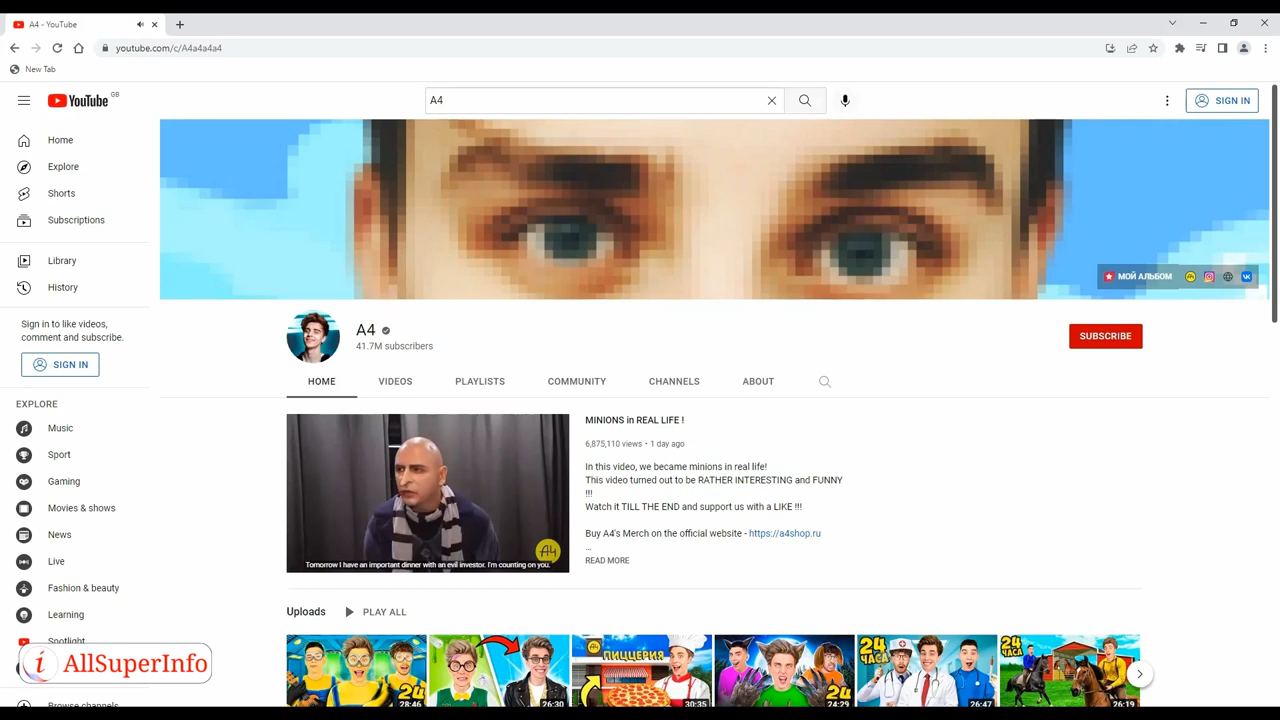 A4 - YouTube
youtube.com/c/A4a4a4a4
New Tab
YouTube GB
A4
SIGN IN
Home
Explore
Shorts
Subscriptions
Library
History
Sign in to like videos,
comment and subscribe.
SIGN IN
EXPLORE
Music
Sport
Gaming
Movies & shows
News
Live
Fashion & beauty
Learning
Spotlight
Browse channels
i AllSuperInfo
МОЙ АЛЬБОМ
A4
41.7M subscribers
SUBSCRIBE
HOME
VIDEOS
PLAYLISTS
COMMUNITY
CHANNELS
ABOUT
A4
Tomorrow I have an important dinner with an evil investor. I'm counting on you.
MINIONS in REAL LIFE !
6,875,110 views • 1 day ago
In this video, we became minions in real life!
This video turned out to be RATHER INTERESTING and FUNNY
!!!
Watch it TILL THE END and support us with a LIKE !!!
Buy A4's Merch on the official website - https://a4shop.ru
...
READ MORE
Uploads
PLAY ALL
24
28:46
26:30
ПИЦЦЕРИЯ
30:35
24
24:29
24
ЧАСА
26:47
24
ЧАСА
26:19